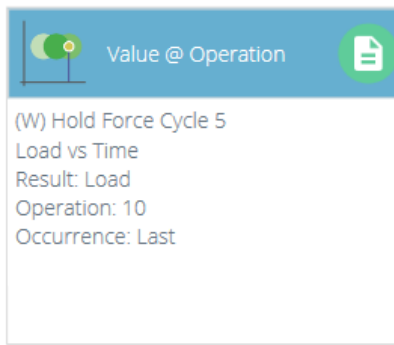 Value @ Operation
(W) Hold Force Cycle 5
Load vs Time
Result: Load
Operation: 10
Occurrence: Last